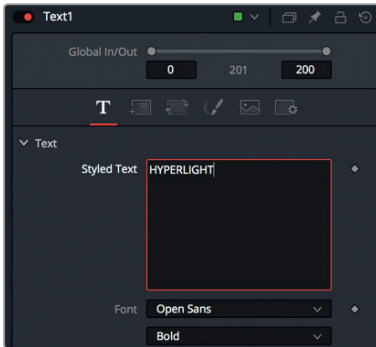 Text1
Global In/Out
0 201 200
T
Text
Styled Text HYPERLIGHT
Font Open Sans
Bold